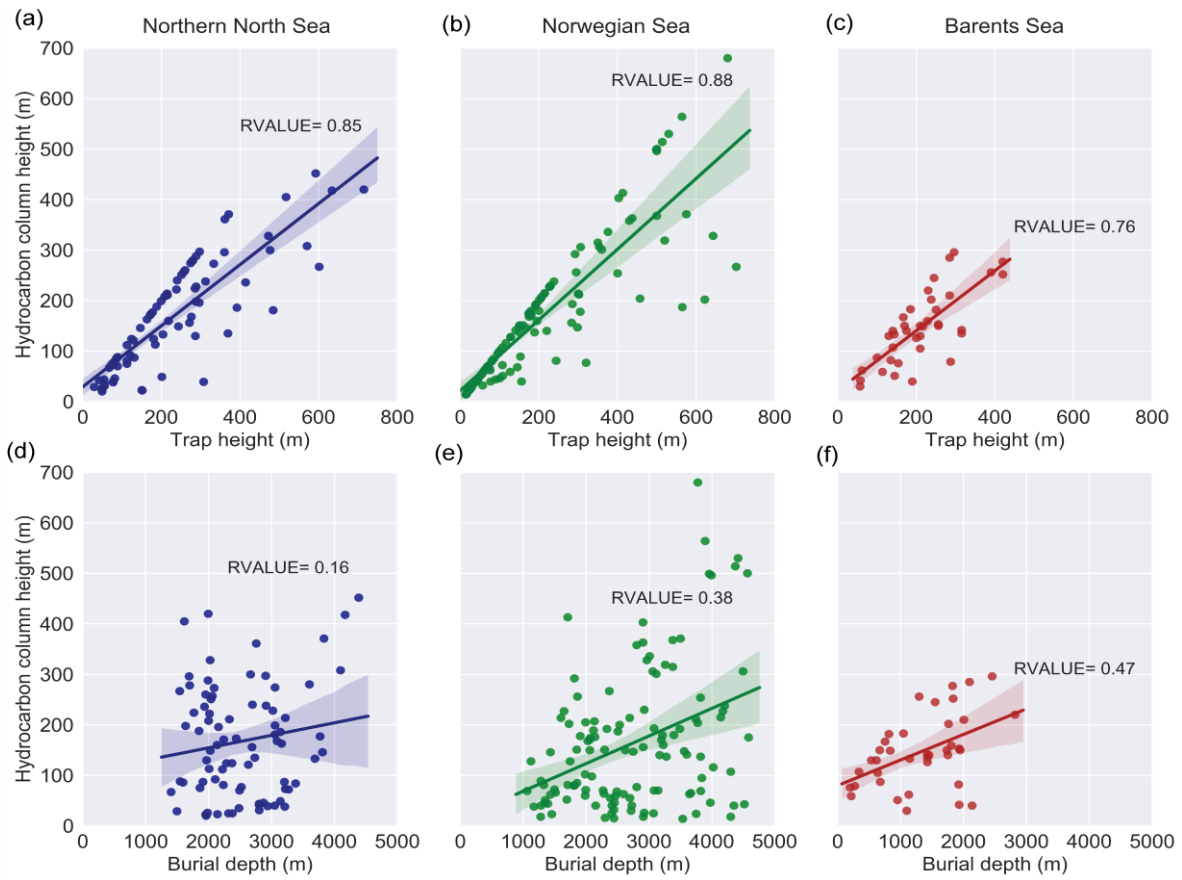 (a) Northern North Sea
(b) Norwegian Sea
(c) Barents Sea
Hydrocarbon column height (m)
700
600
500
400
300
200
100
0
RVALUE= 0.85
RVALUE= 0.88
RVALUE= 0.76
0 200 400 600 800
0 200 400 600 800
0 200 400 600 800
Trap height (m)
Trap height (m)
Trap height (m)
(d)
(e)
(f)
Hydrocarbon column height (m)
700
600
500
400
300
200
100
0
RVALUE= 0.16
RVALUE= 0.38
RVALUE= 0.47
0 1000 2000 3000 4000 5000
0 1000 2000 3000 4000 5000
0 1000 2000 3000 4000 5000
Burial depth (m)
Burial depth (m)
Burial depth (m)